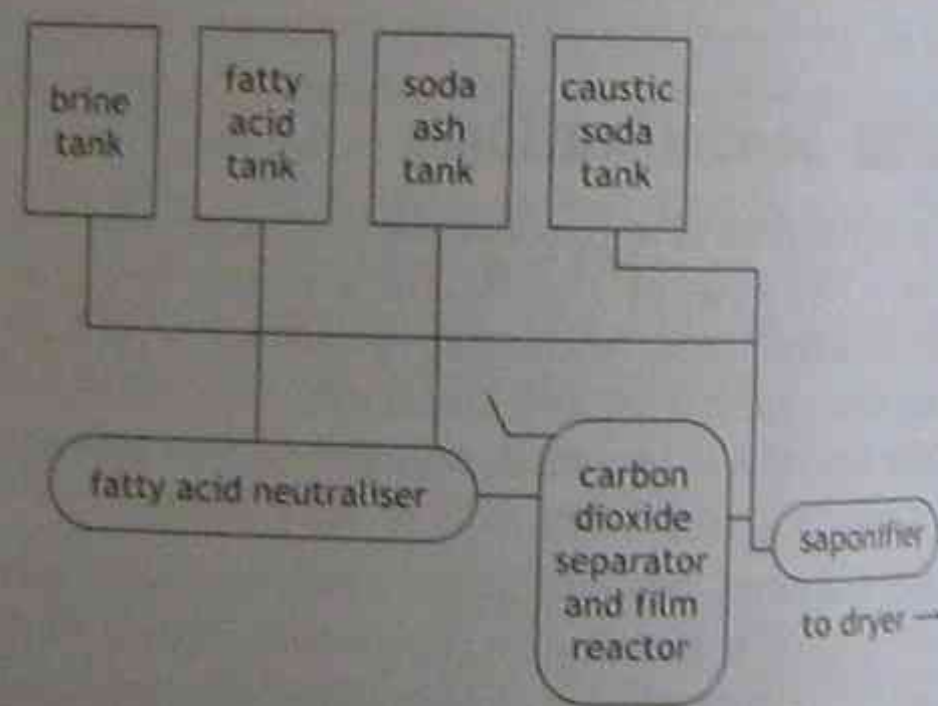 brine
tank
fatty
acid
tank
soda
ash
tank
caustic
soda
tank
fatty acid neutraliser
carbon
dioxide
separator
and film
reactor
saponifier
to dryer